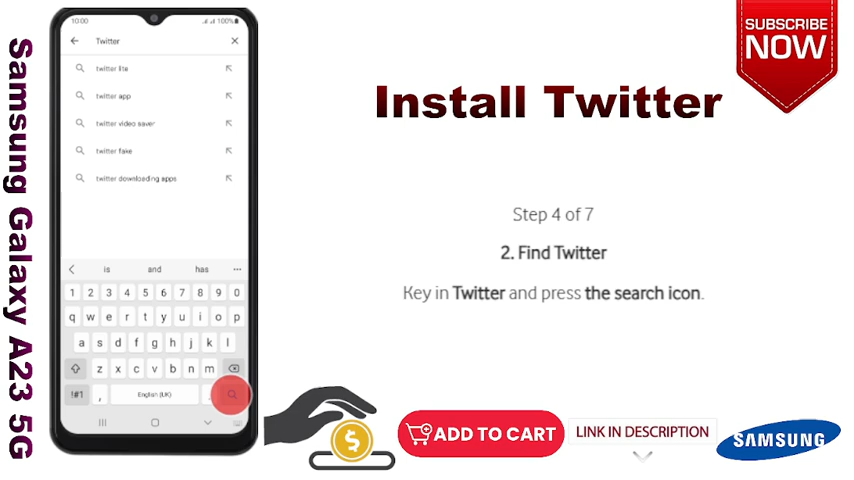 Samsung Galaxy A23 5G
10:00
100%
Twitter
twitter lite
twitter app
twitter video saver
twitter fake
twitter downloading apps
is and has
1 2 3 4 5 6 7 8 9 0
q w e r t y u i o p
a s d f g h j k l
z x c v b n m
!#1 , English (UK) .
SUBSCRIBE
NOW
Install Twitter
Step 4 of 7
2. Find Twitter
Key in Twitter and press the search icon.
$
ADD TO CART
LINK IN DESCRIPTION
SAMSUNG